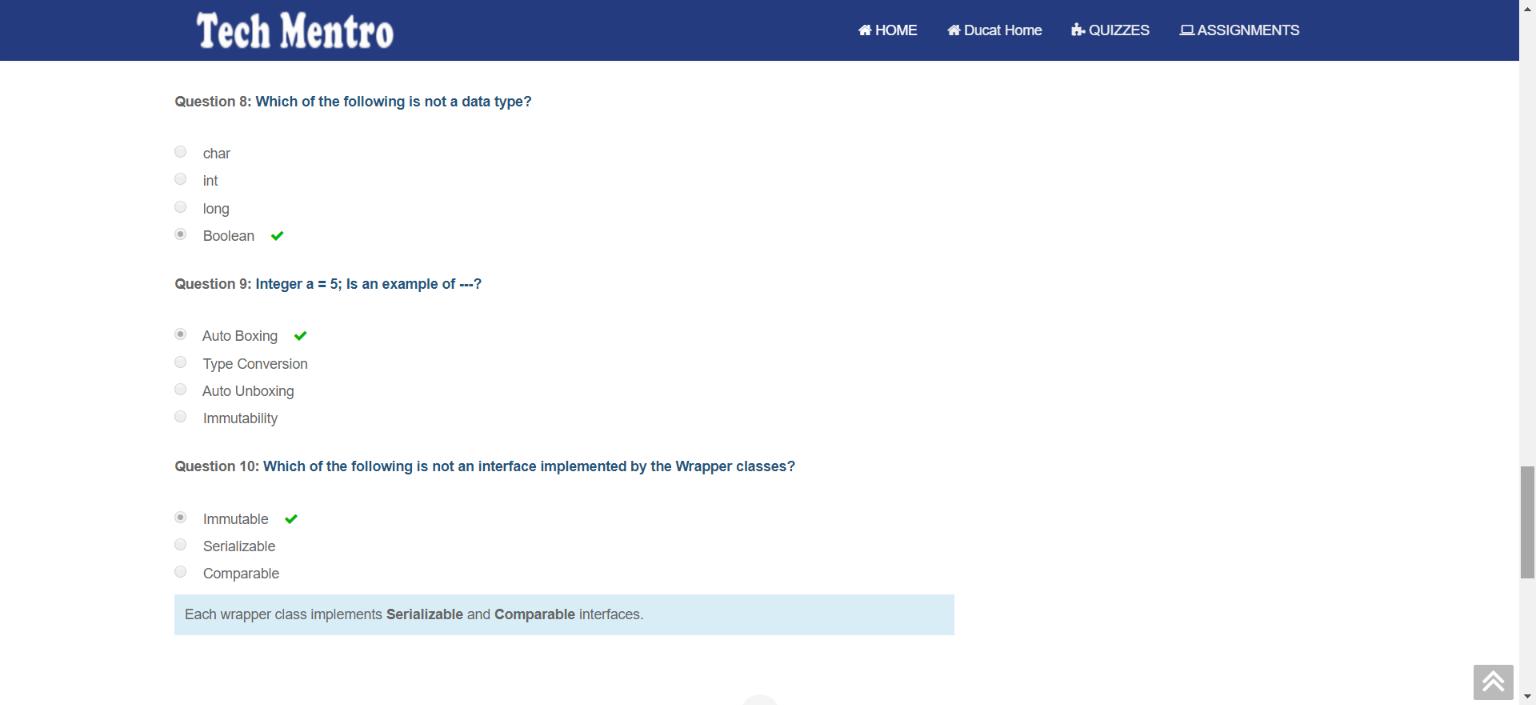 Tech Mentro
HOME
Ducat Home
QUIZZES
ASSIGNMENTS
Question 8: Which of the following is not a data type?
char
int
long
Boolean
Question 9: Integer a = 5; Is an example of ---?
Auto Boxing
Type Conversion
Auto Unboxing
Immutability
Question 10: Which of the following is not an interface implemented by the Wrapper classes?
Immutable
Serializable
Comparable
Each wrapper class implements Serializable and Comparable interfaces.